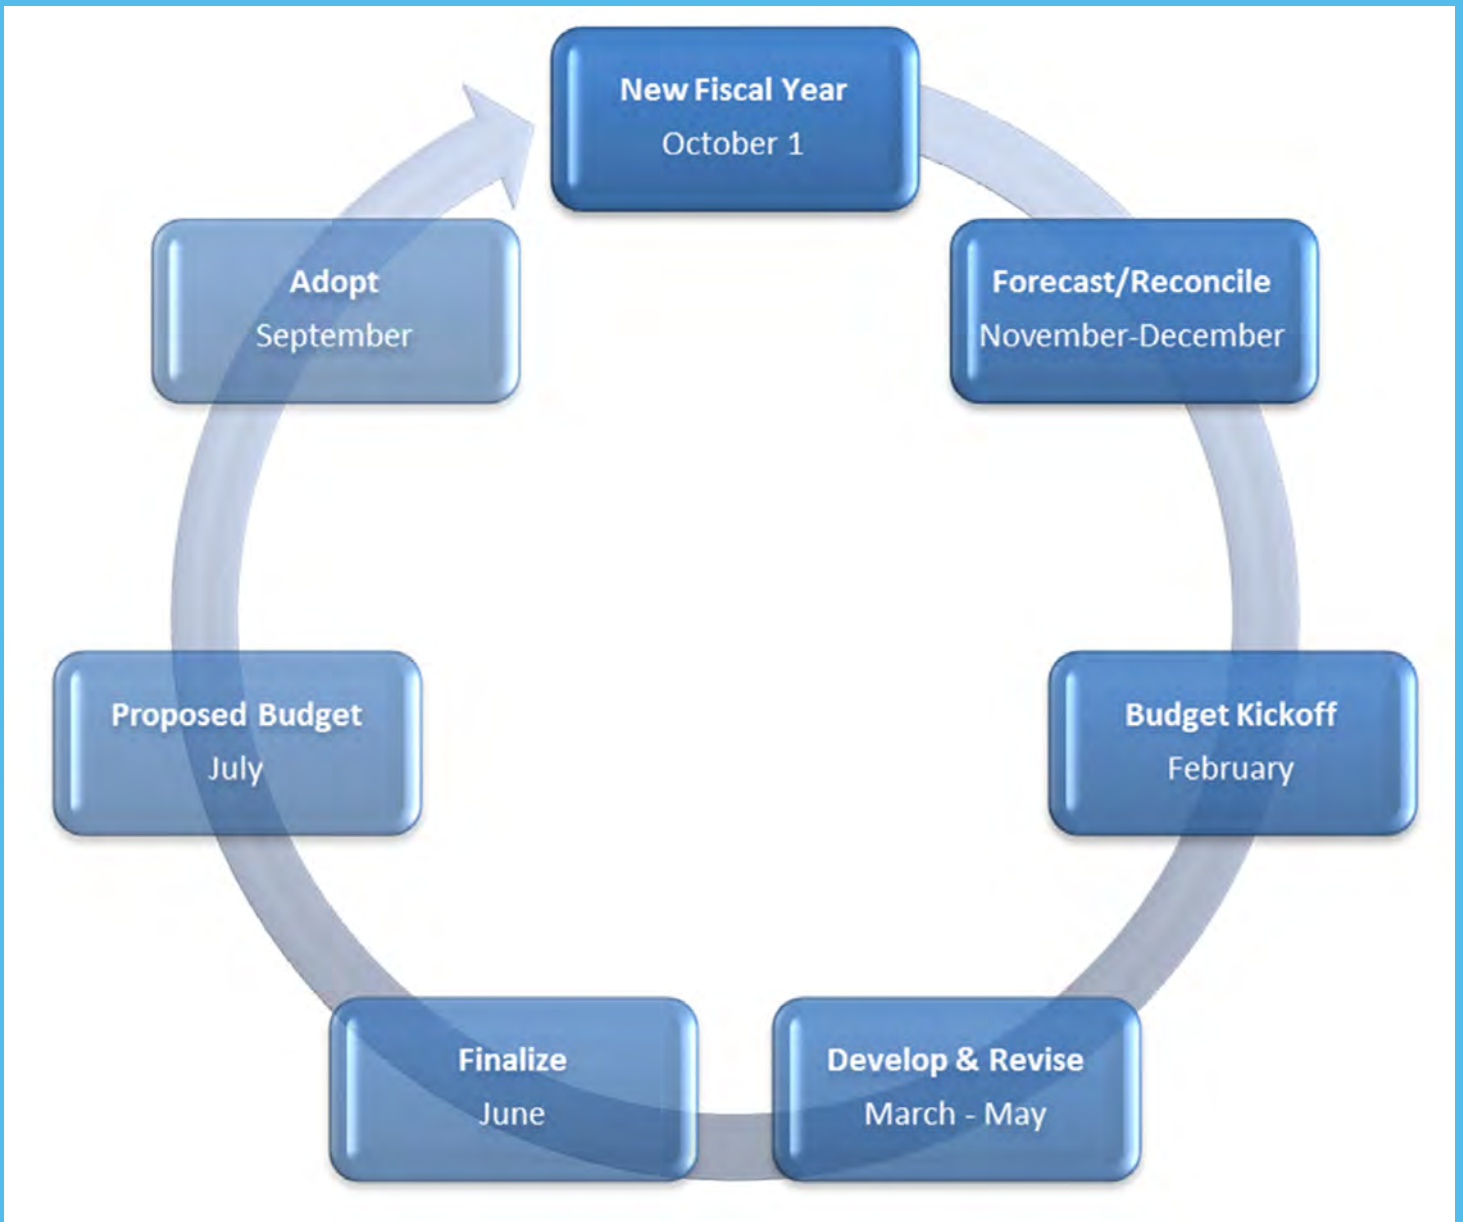 New Fiscal Year
October 1
Forecast/Reconcile
November-December
Budget Kickoff
February
Develop & Revise
March - May
Finalize
June
Proposed Budget
July
Adopt
September